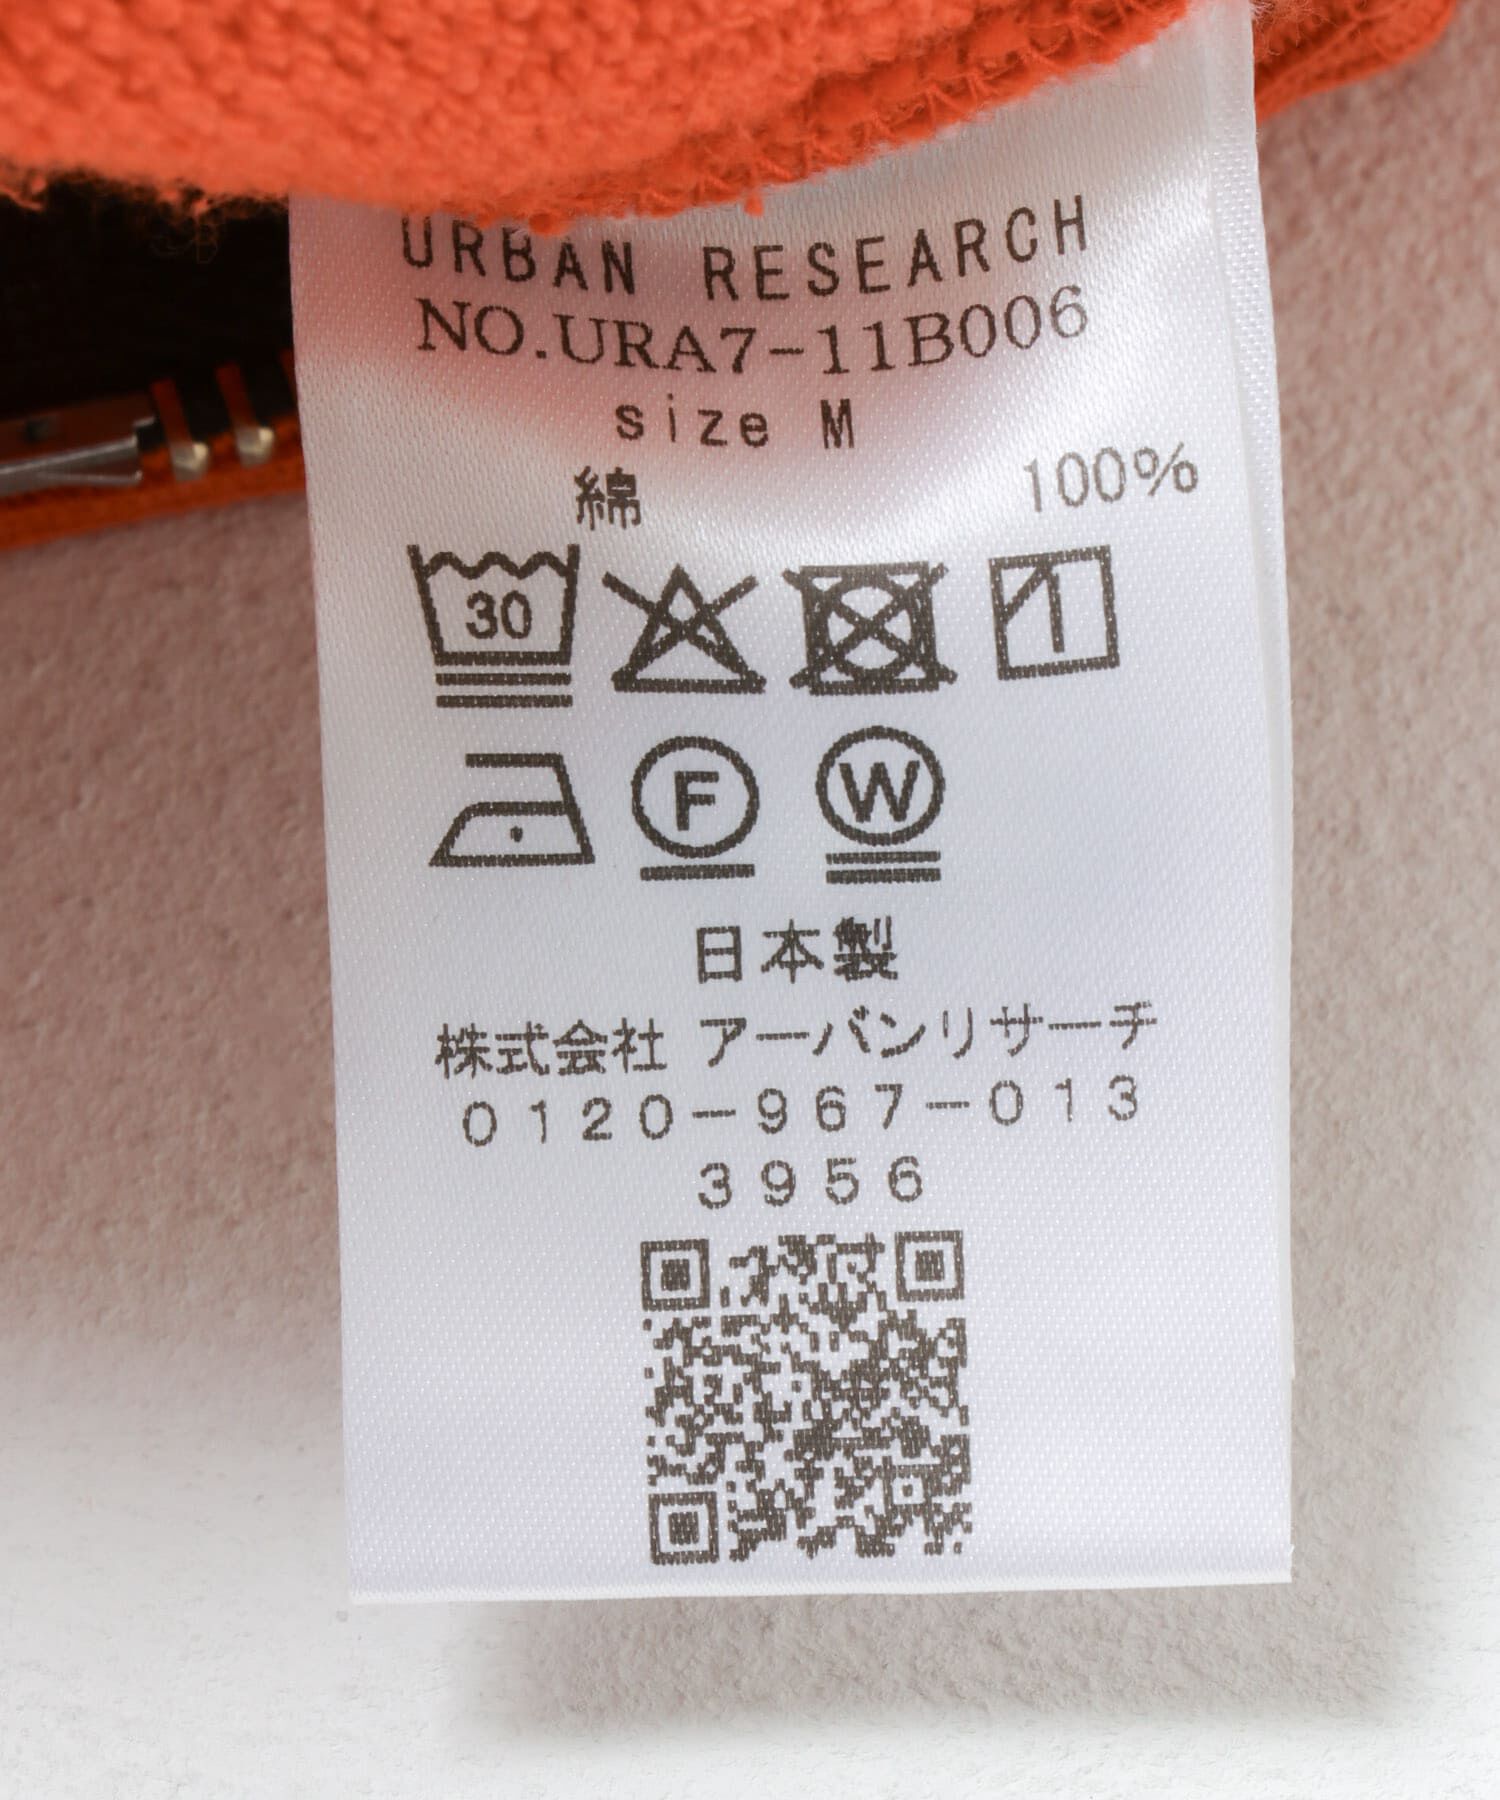 URBAN RESEARCH
NO.URA7-11B006
size M
綿 100%
30
F W
日本製
株式会社 アーバンリサーチ
0120-967-013
3956